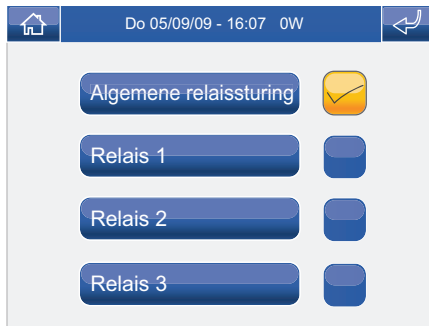 Do 05/09/09 - 16:07 0W
Algemene relaissturing
Relais 1
Relais 2
Relais 3